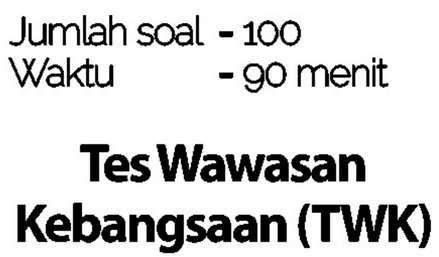 Jumlah soal - 100
Waktu - 90 menit
Tes Wawasan
Kebangsaan (TWK)